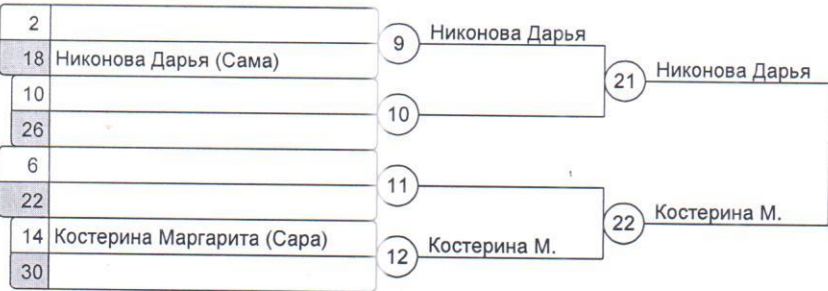 2
9 Никонова Дарья
18 Никонова Дарья (Сама)
21 Никонова Дарья
10
10
26
6
11
22
22 Костерина М.
14 Костерина Маргарита (Сара)
12 Костерина М.
30